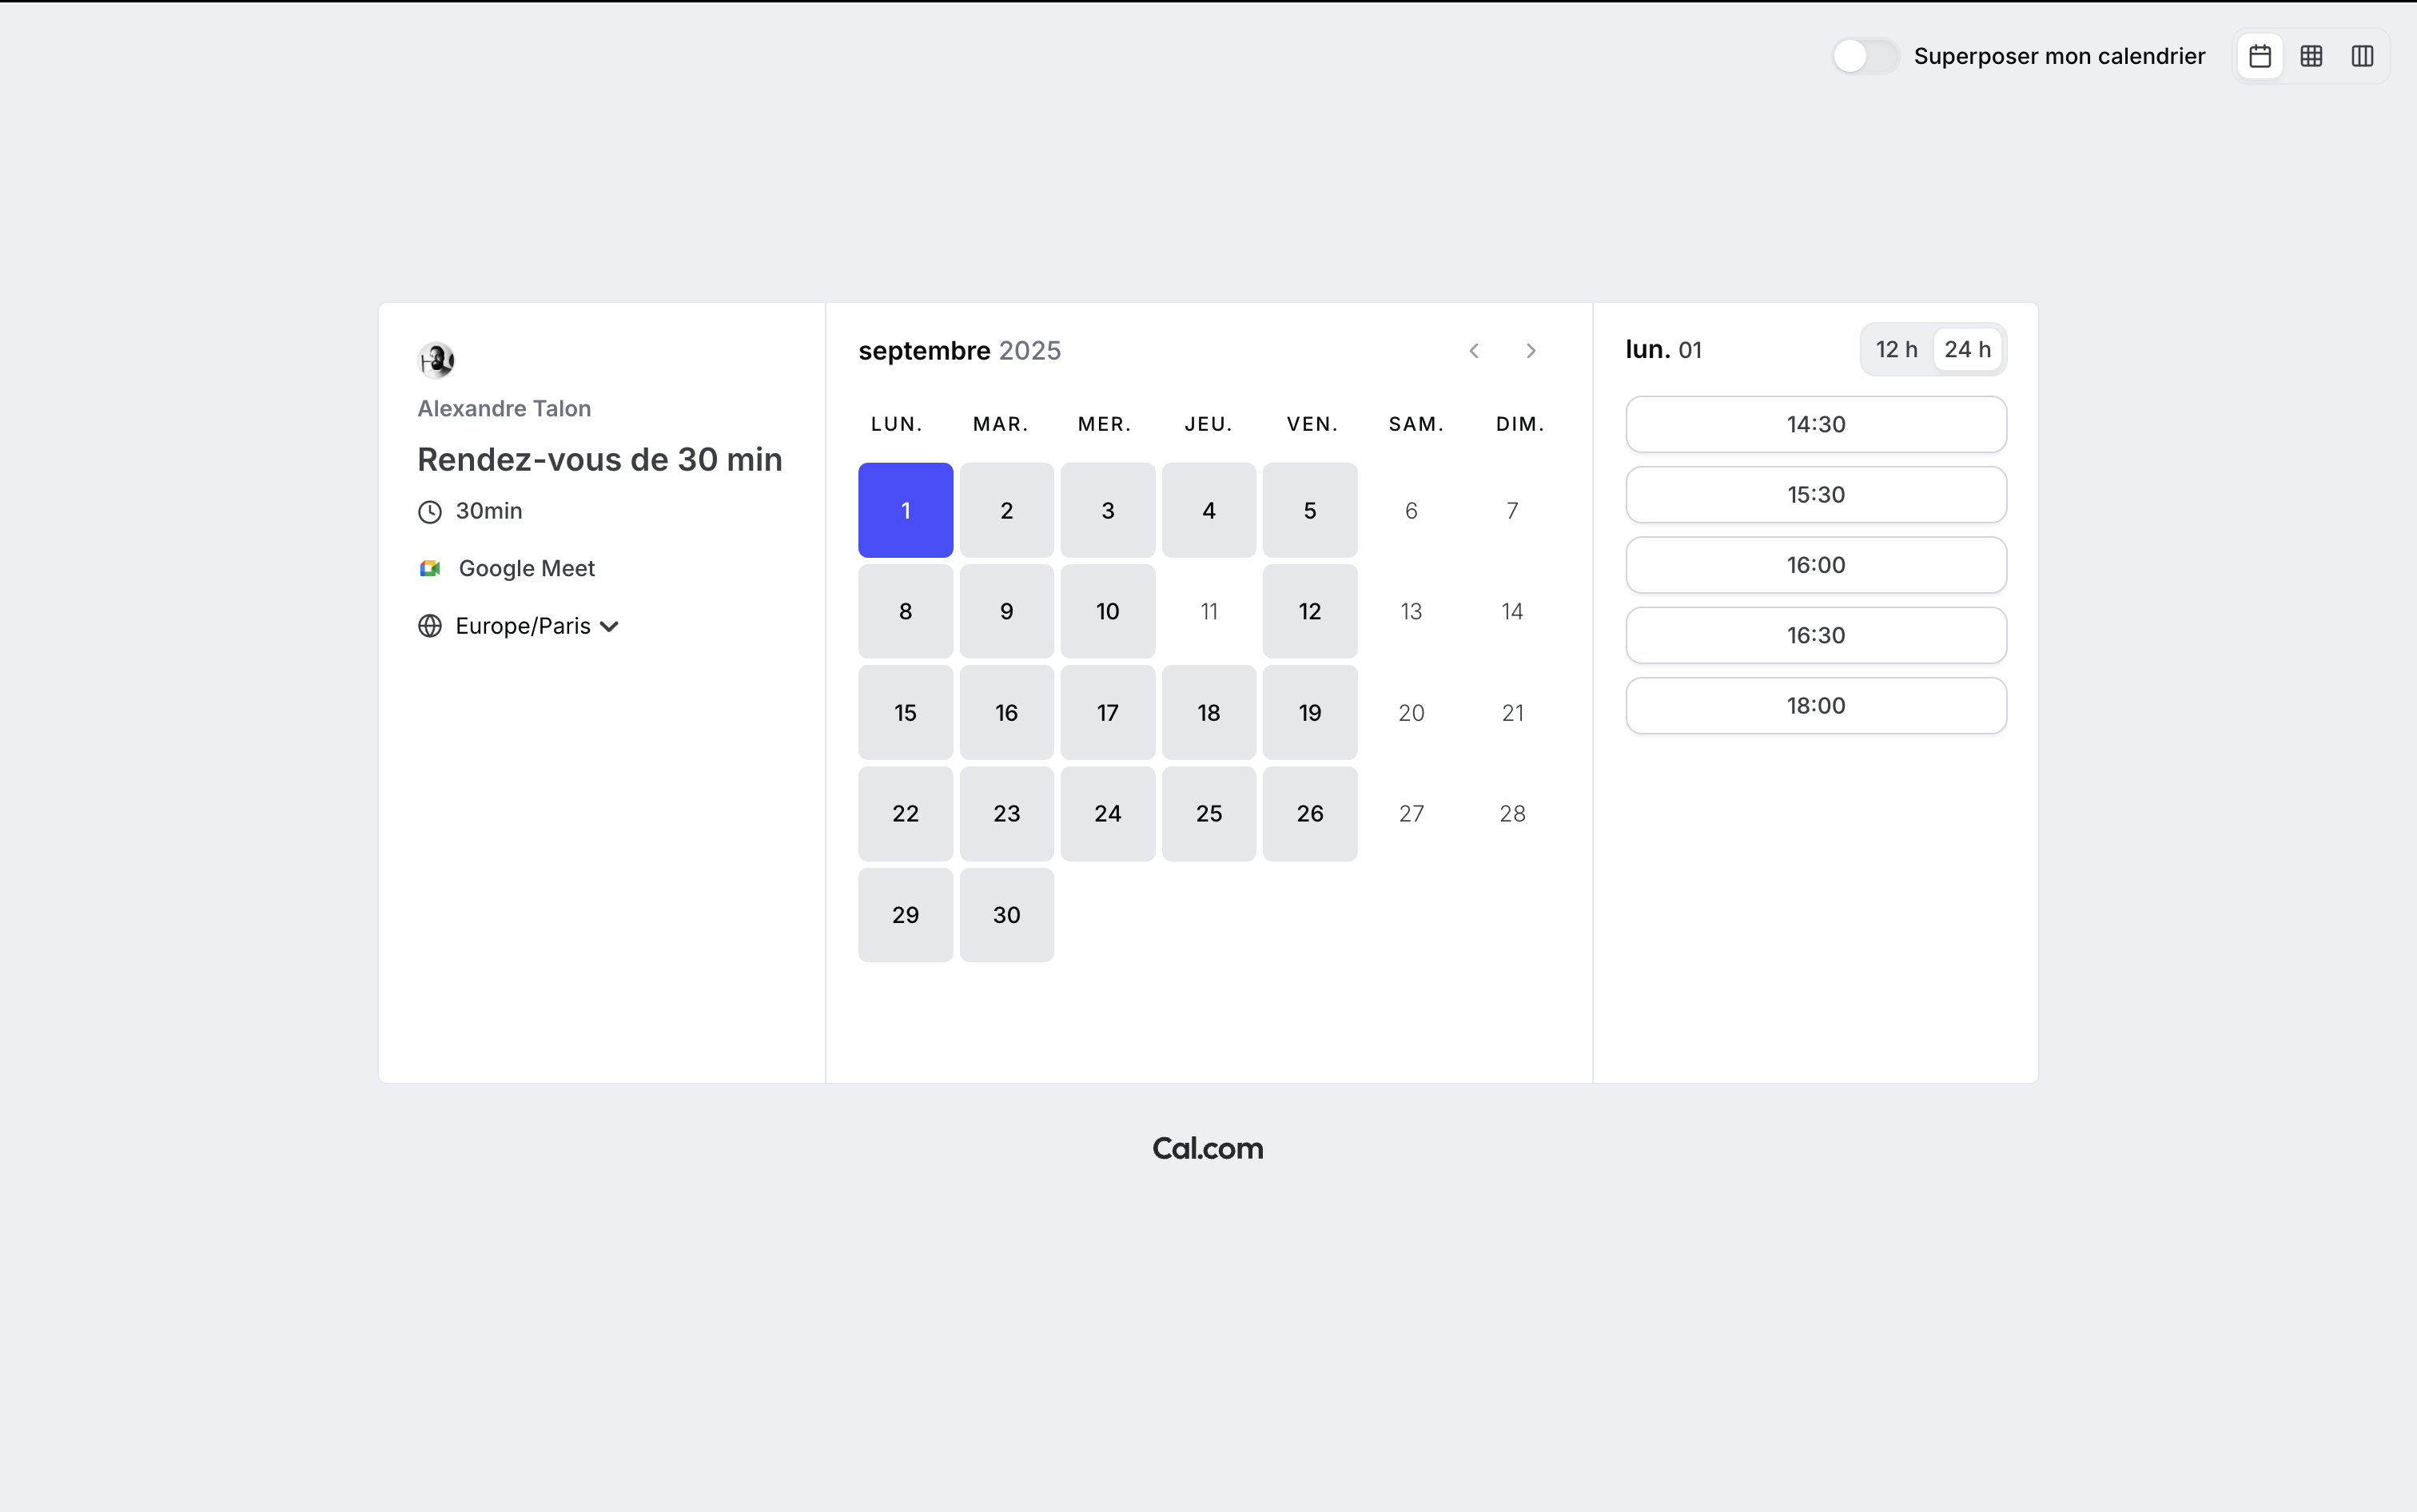 Superposer mon calendrier
Alexandre Talon
Rendez-vous de 30 min
30min
Google Meet
Europe/Paris
septembre 2025
LUN. MAR. MER. JEU. VEN. SAM. DIM.
1 2 3 4 5 6 7
8 9 10 11 12 13 14
15 16 17 18 19 20 21
22 23 24 25 26 27 28
29 30
lun. 01
12 h 24 h
14:30
15:30
16:00
16:30
18:00
Cal.com